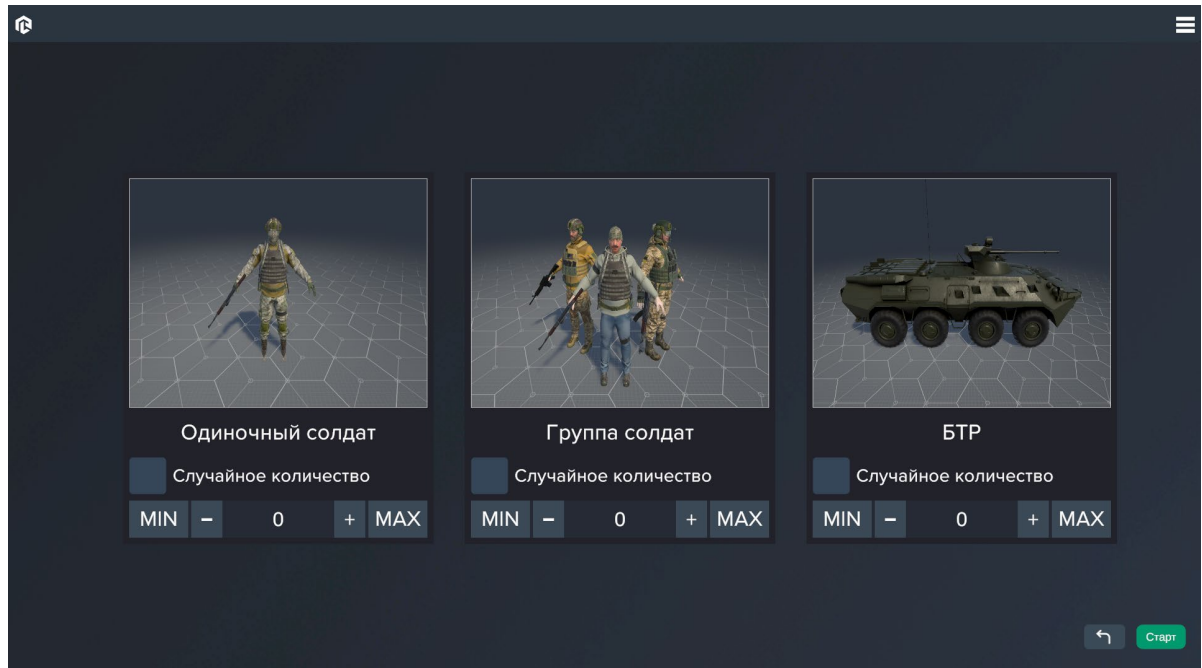 Одиночный солдат
Случайное количество
MIN – 0 + MAX
Группа солдат
Случайное количество
MIN – 0 + MAX
БТР
Случайное количество
MIN – 0 + MAX
Старт